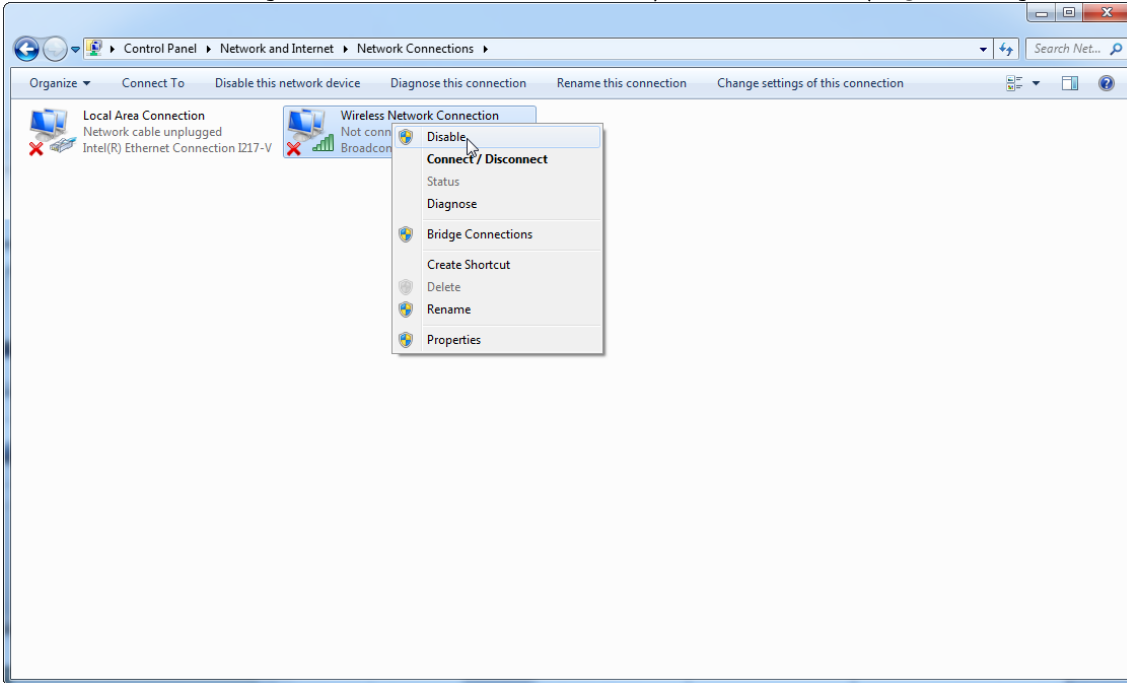 Control Panel ▸ Network and Internet ▸ Network Connections ▸
Search Net...
Organize Connect To Disable this network device Diagnose this connection Rename this connection Change settings of this connection
Local Area Connection
Network cable unplugged
Intel(R) Ethernet Connection I217-V
Wireless Network Connection
Not conn
Broadcon
Disable
Connect / Disconnect
Status
Diagnose
Bridge Connections
Create Shortcut
Delete
Rename
Properties